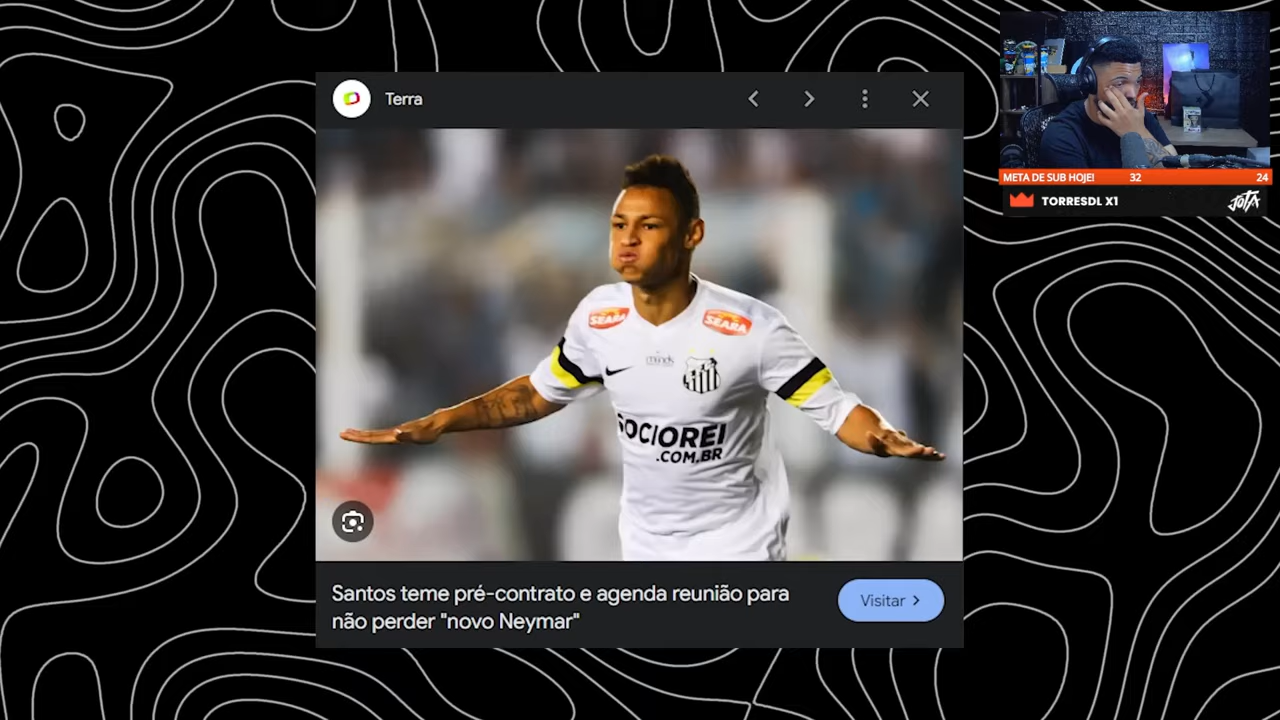 Terra
META DE SUB HOJE! 32 24
TORRESDL X1
JOTA
SEARA
SEARA
SOCIOREI
.COM.BR
Santos teme pré-contrato e agenda reunião para
não perder "novo Neymar"
Visitar